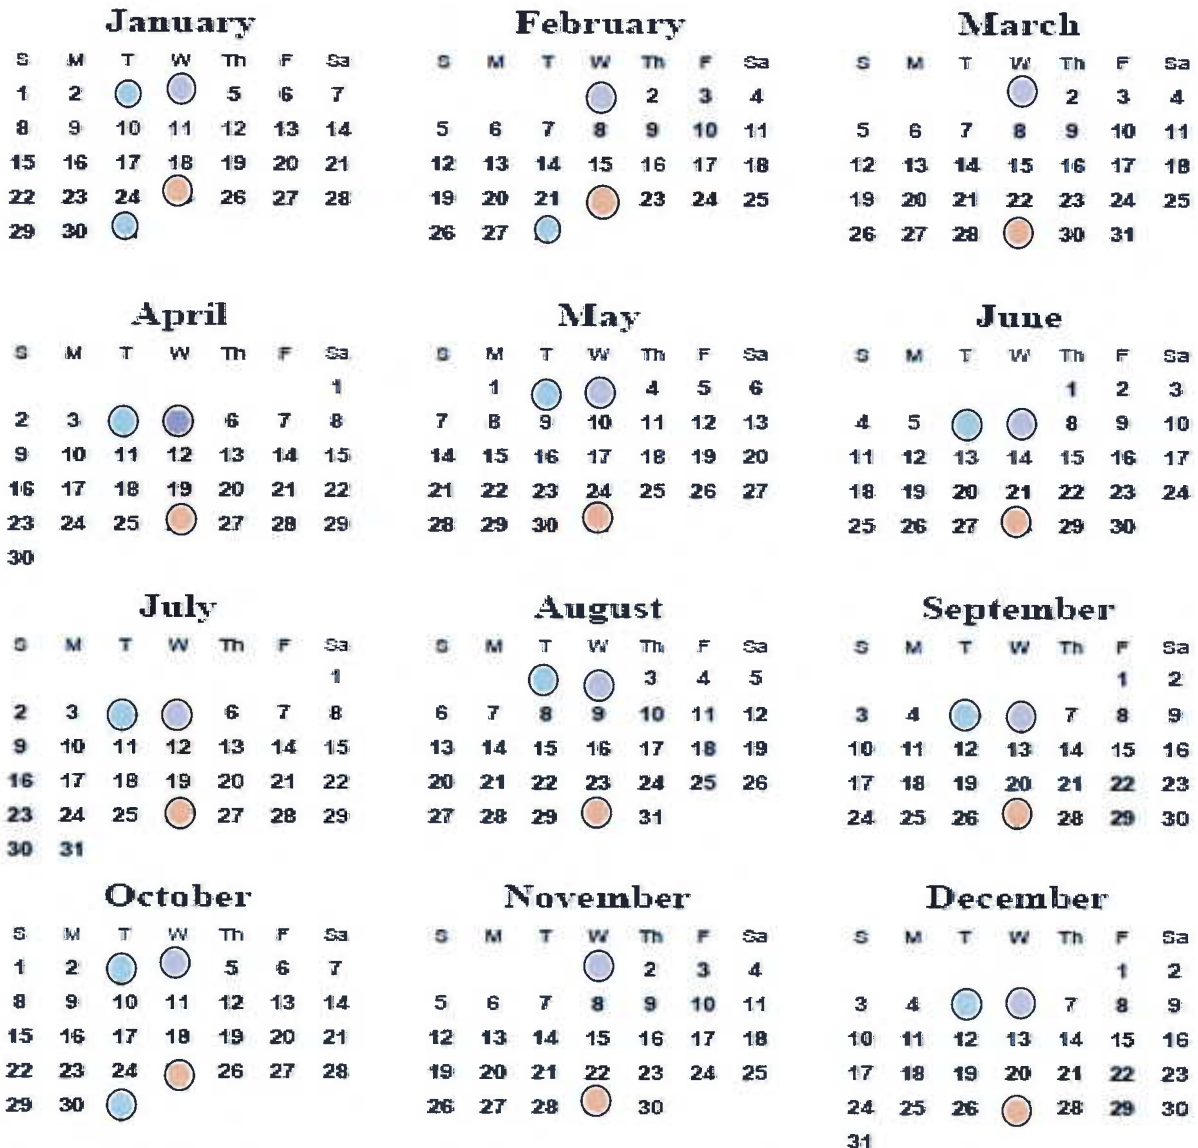 January February March
S M T W Th F Sa S M T W Th F Sa S M T W Th F Sa
1 2 5 6 7 2 3 4 2 3 4
8 9 10 11 12 13 14 5 6 7 8 9 10 11 5 6 7 8 9 10 11
15 16 17 18 19 20 21 12 13 14 15 16 17 18 12 13 14 15 16 17 18
22 23 24 26 27 28 19 20 21 23 24 25 19 20 21 22 23 24 25
29 30 26 27 26 27 28 30 31
April May June
S M T W Th F Sa S M T W Th F Sa S M T W Th F Sa
1 1 4 5 6 1 2 3
2 3 6 7 8 7 8 9 10 11 12 13 4 5 8 9 10
9 10 11 12 13 14 15 14 15 16 17 18 19 20 11 12 13 14 15 16 17
16 17 18 19 20 21 22 21 22 23 24 25 26 27 18 19 20 21 22 23 24
23 24 25 27 28 29 28 29 30 25 26 27 29 30
30
July August September
S M T W Th F Sa S M T W Th F Sa S M T W Th F Sa
1 3 4 5 1 2
2 3 6 7 8 6 7 8 9 10 11 12 3 4 7 8 9
9 10 11 12 13 14 15 13 14 15 16 17 18 19 10 11 12 13 14 15 16
16 17 18 19 20 21 22 20 21 22 23 24 25 26 17 18 19 20 21 22 23
23 24 25 27 28 29 27 28 29 31 24 25 26 28 29 30
30 31
October November December
S M T W Th F Sa S M T W Th F Sa S M T W Th F Sa
1 2 5 6 7 2 3 4 1 2
8 9 10 11 12 13 14 5 6 7 8 9 10 11 3 4 7 8 9
15 16 17 18 19 20 21 12 13 14 15 16 17 18 10 11 12 13 14 15 16
22 23 24 26 27 28 19 20 21 22 23 24 25 17 18 19 20 21 22 23
29 30 26 27 28 30 24 25 26 28 29 30
31